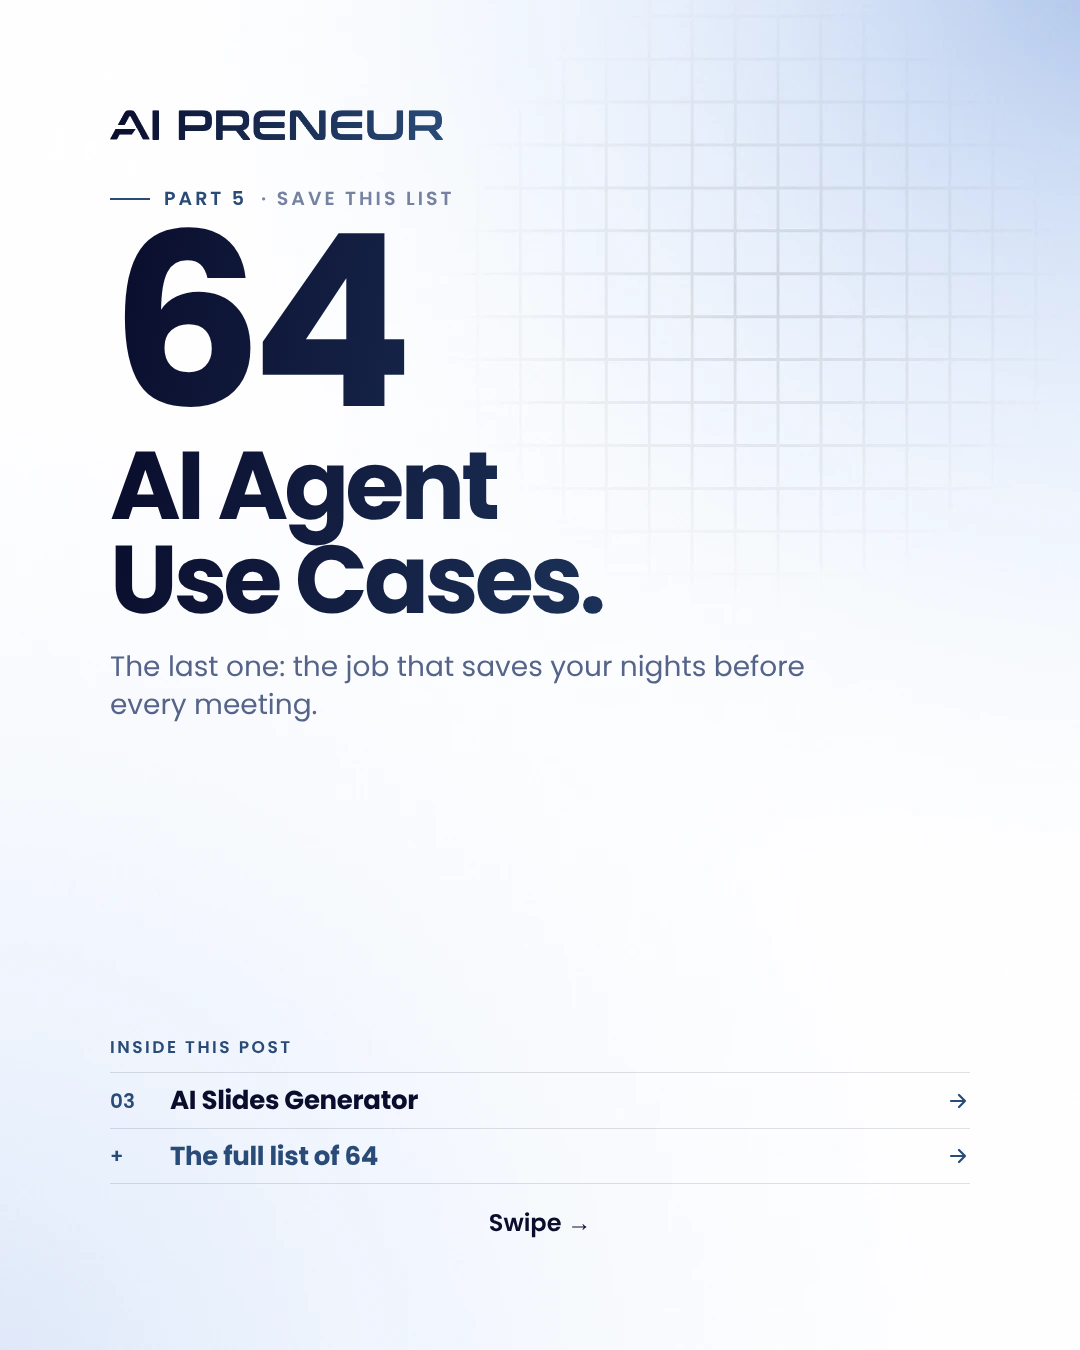 AI PRENEUR
PART 5 · SAVE THIS LIST
64
AI Agent
Use Cases.
The last one: the job that saves your nights before
every meeting.
INSIDE THIS POST
03 AI Slides Generator →
+ The full list of 64 →
Swipe →